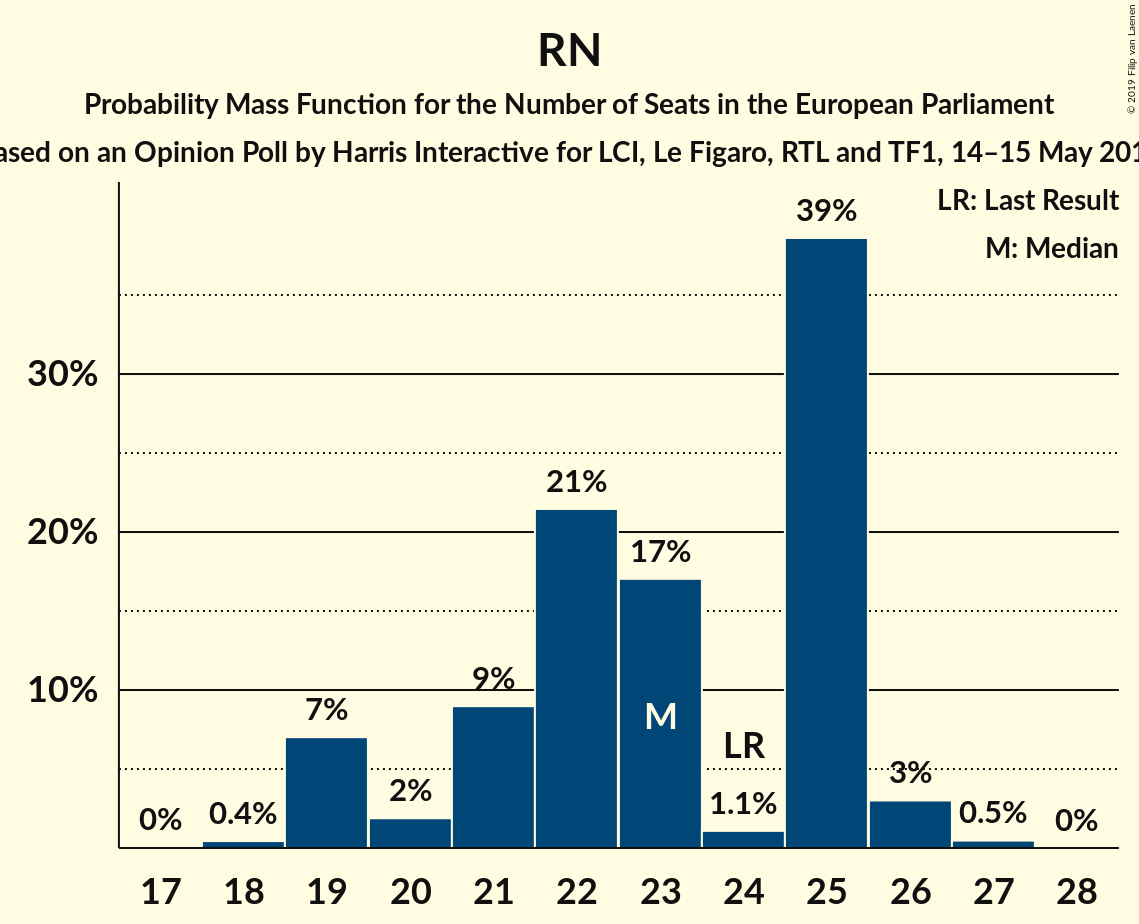 RN
Probability Mass Function for the Number of Seats in the European Parliament
ased on an Opinion Poll by Harris Interactive for LCI, Le Figaro, RTL and TF1, 14–15 May 201
© 2019 Filip van Laenen
LR: Last Result
M: Median
30%
20%
10%
0%
0.4%
7%
2%
9%
21%
17%
1.1%
39%
3%
0.5%
0%
M
LR
17 18 19 20 21 22 23 24 25 26 27 28